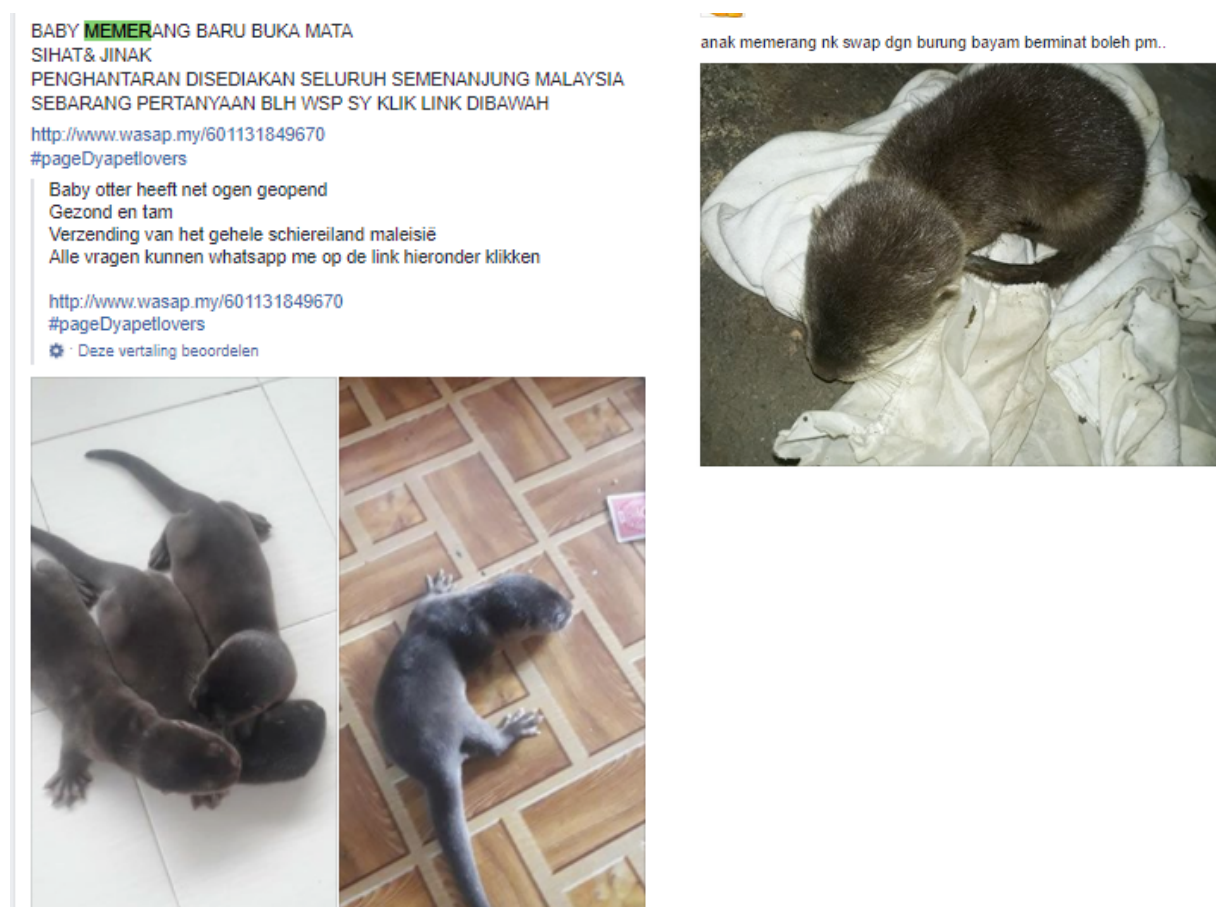 BABY MEMERANG BARU BUKA MATA
SIHAT& JINAK
PENGHANTARAN DISEDIAKAN SELURUH SEMENANJUNG MALAYSIA
SEBARANG PERTANYAAN BLH WSP SY KLIK LINK DIBAWAH
http://www.wasap.my/601131849670
#pageDyapetlovers
Baby otter heeft net ogen geopend
Gezond en tam
Verzending van het gehele schiereiland maleisië
Alle vragen kunnen whatsapp me op de link hieronder klikken
http://www.wasap.my/601131849670
#pageDyapetlovers
· Deze vertaling beoordelen
anak memerang nk swap dgn burung bayam berminat boleh pm..